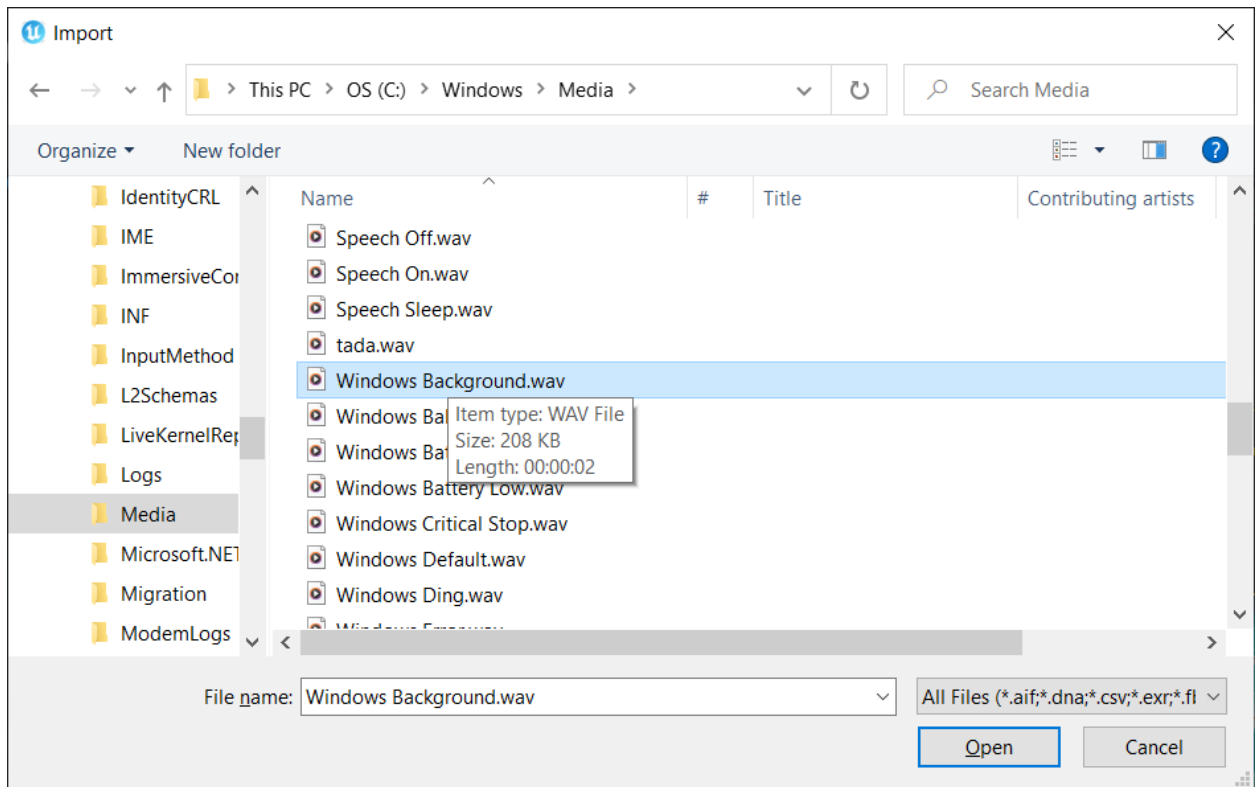 Import
This PC > OS (C:) > Windows > Media >
Search Media
Organize
New folder
?
Name # Title Contributing artists
IdentityCRL
IME
ImmersiveCo
INF
InputMethod
L2Schemas
LiveKernelRe
Logs
Media
Microsoft.NET
Migration
ModemLogs
Speech Off.wav
Speech On.wav
Speech Sleep.wav
tada.wav
Windows Background.wav
Windows Ba
Windows Bat
Windows Battery Low.wav
Windows Critical Stop.wav
Windows Default.wav
Windows Ding.wav
Item type: WAV File
Size: 208 KB
Length: 00:00:02
File name: Windows Background.wav
All Files (*.aif;*.dna;*.csv;*.exr;*.f
Open
Cancel